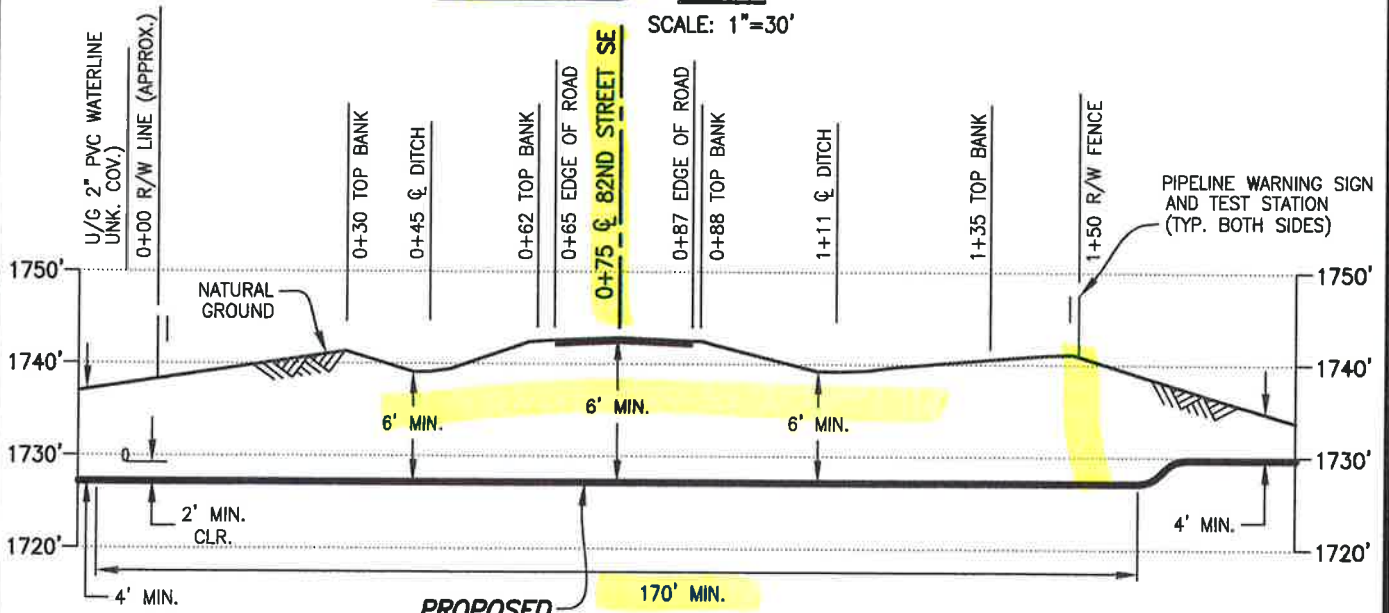 SCALE: 1"=30'
U/G 2" PVC WATERLINE
UNK. COV.)
0+00 R/W LINE (APPROX.)
0+30 TOP BANK
0+45 ℄ DITCH
0+62 TOP BANK
0+65 EDGE OF ROAD
0+75 ℄ 82ND STREET SE
0+87 EDGE OF ROAD
0+88 TOP BANK
1+11 ℄ DITCH
1+35 TOP BANK
1+50 R/W FENCE
PIPELINE WARNING SIGN
AND TEST STATION
(TYP. BOTH SIDES)
1750'
1750'
NATURAL
GROUND
1740'
1740'
6' MIN.
6' MIN.
6' MIN.
1730'
1730'
2' MIN.
CLR.
4' MIN.
1720'
1720'
4' MIN.
170' MIN.
PROPOSED